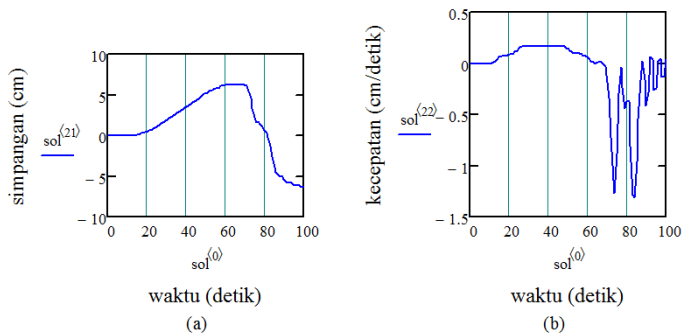 simpangan (cm)
sol⟨21⟩
10
5
0
− 5
− 10
0 20 40 60 80 100
sol⟨0⟩
waktu (detik)
(a)
kecepatan (cm/detik)
sol⟨22⟩
0.5
0
− 0.5
− 1
− 1.5
0 20 40 60 80 100
sol⟨0⟩
waktu (detik)
(b)